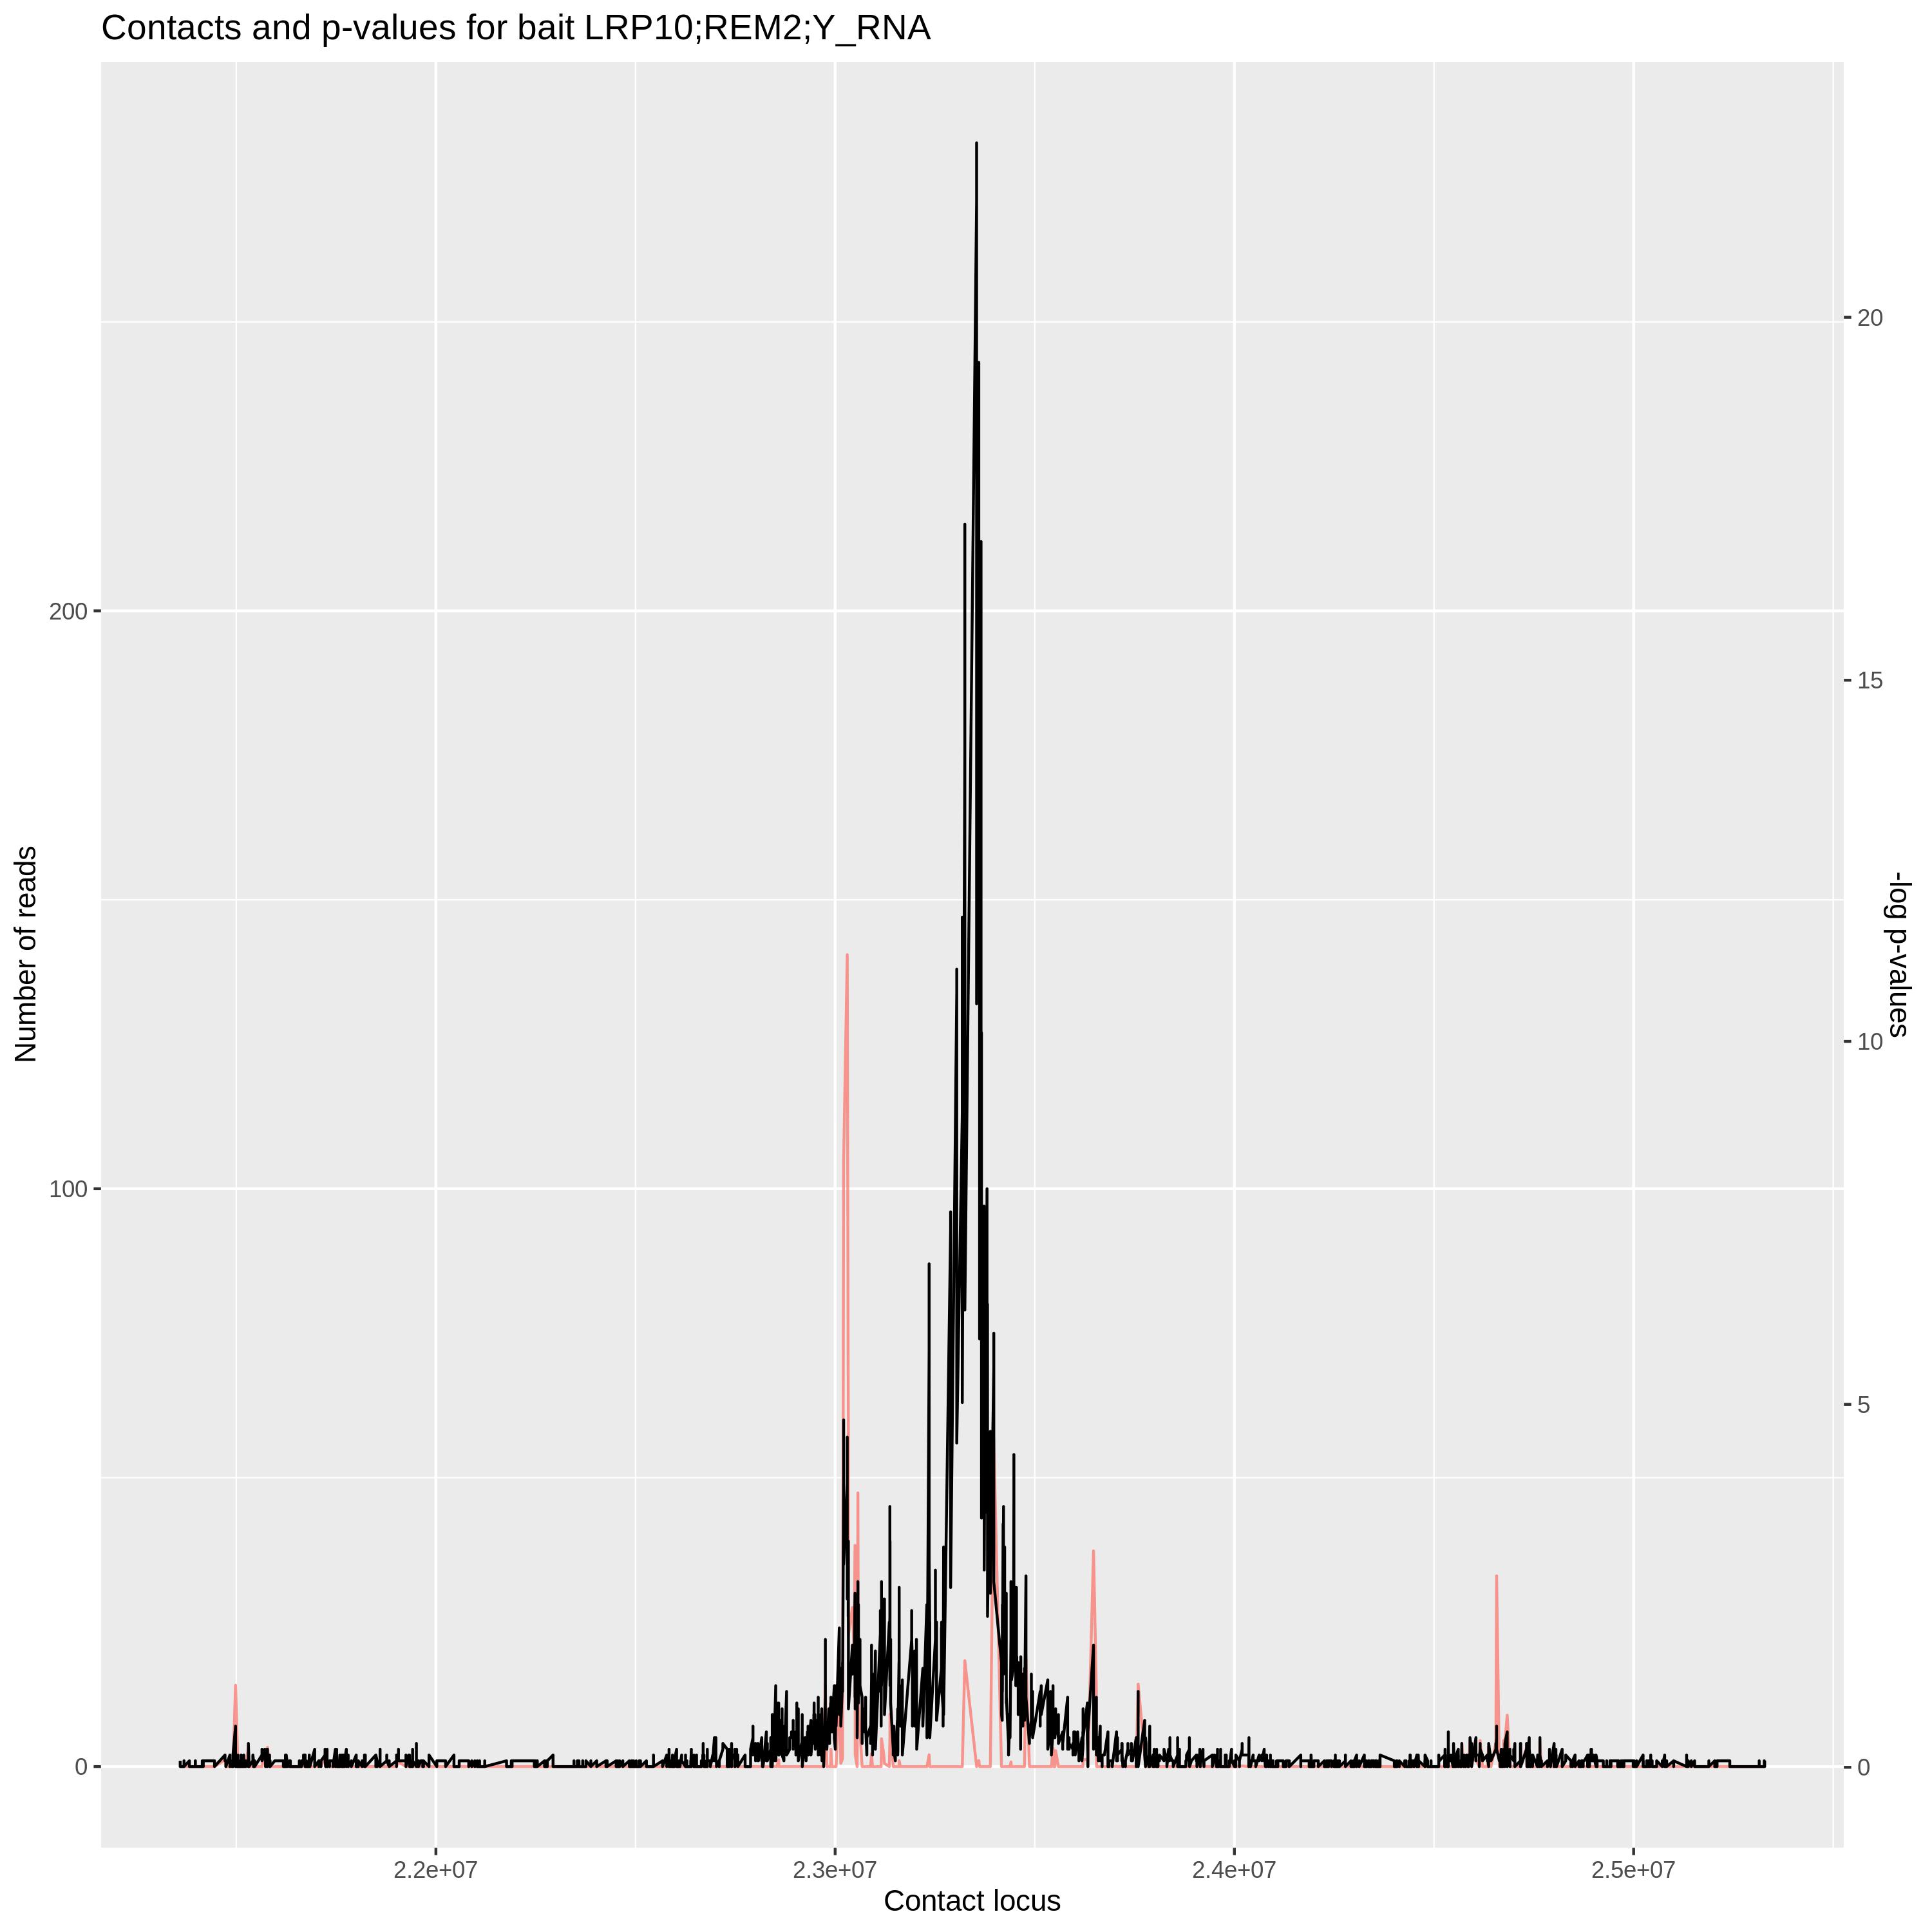 Contacts and p-values for bait LRP10;REM2;Y_RNA
Number of reads
200
100
0
20
15
10
5
0
-log p-values
2.2e+07
2.3e+07
2.4e+07
2.5e+07
Contact locus